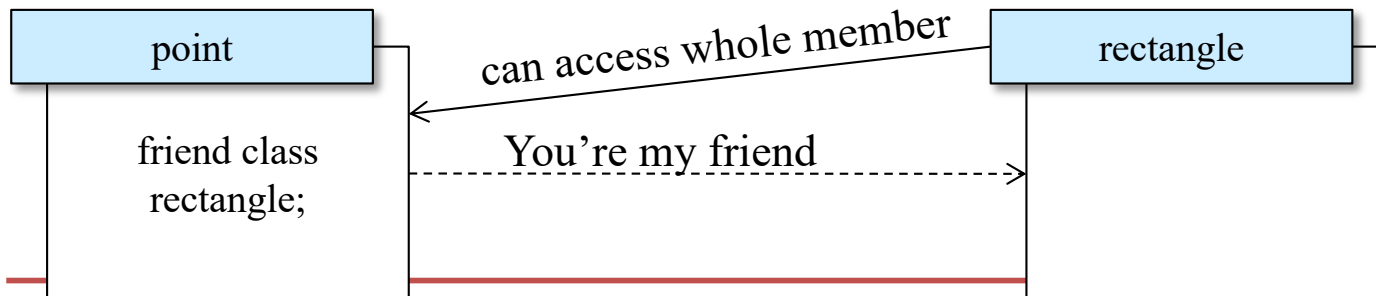 point
can access whole member
rectangle
friend class
rectangle;
You’re my friend